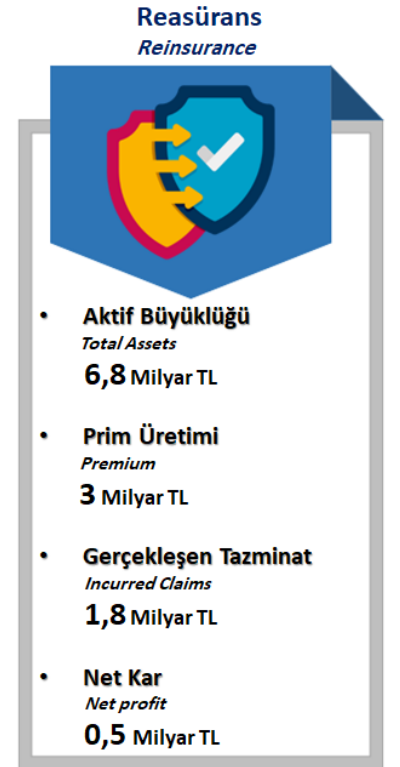 Reasürans
Reinsurance
• Aktif Büyüklüğü
Total Assets
6,8 Milyar TL
• Prim Üretimi
Premium
3 Milyar TL
• Gerçekleşen Tazminat
Incurred Claims
1,8 Milyar TL
• Net Kar
Net profit
0,5 Milyar TL